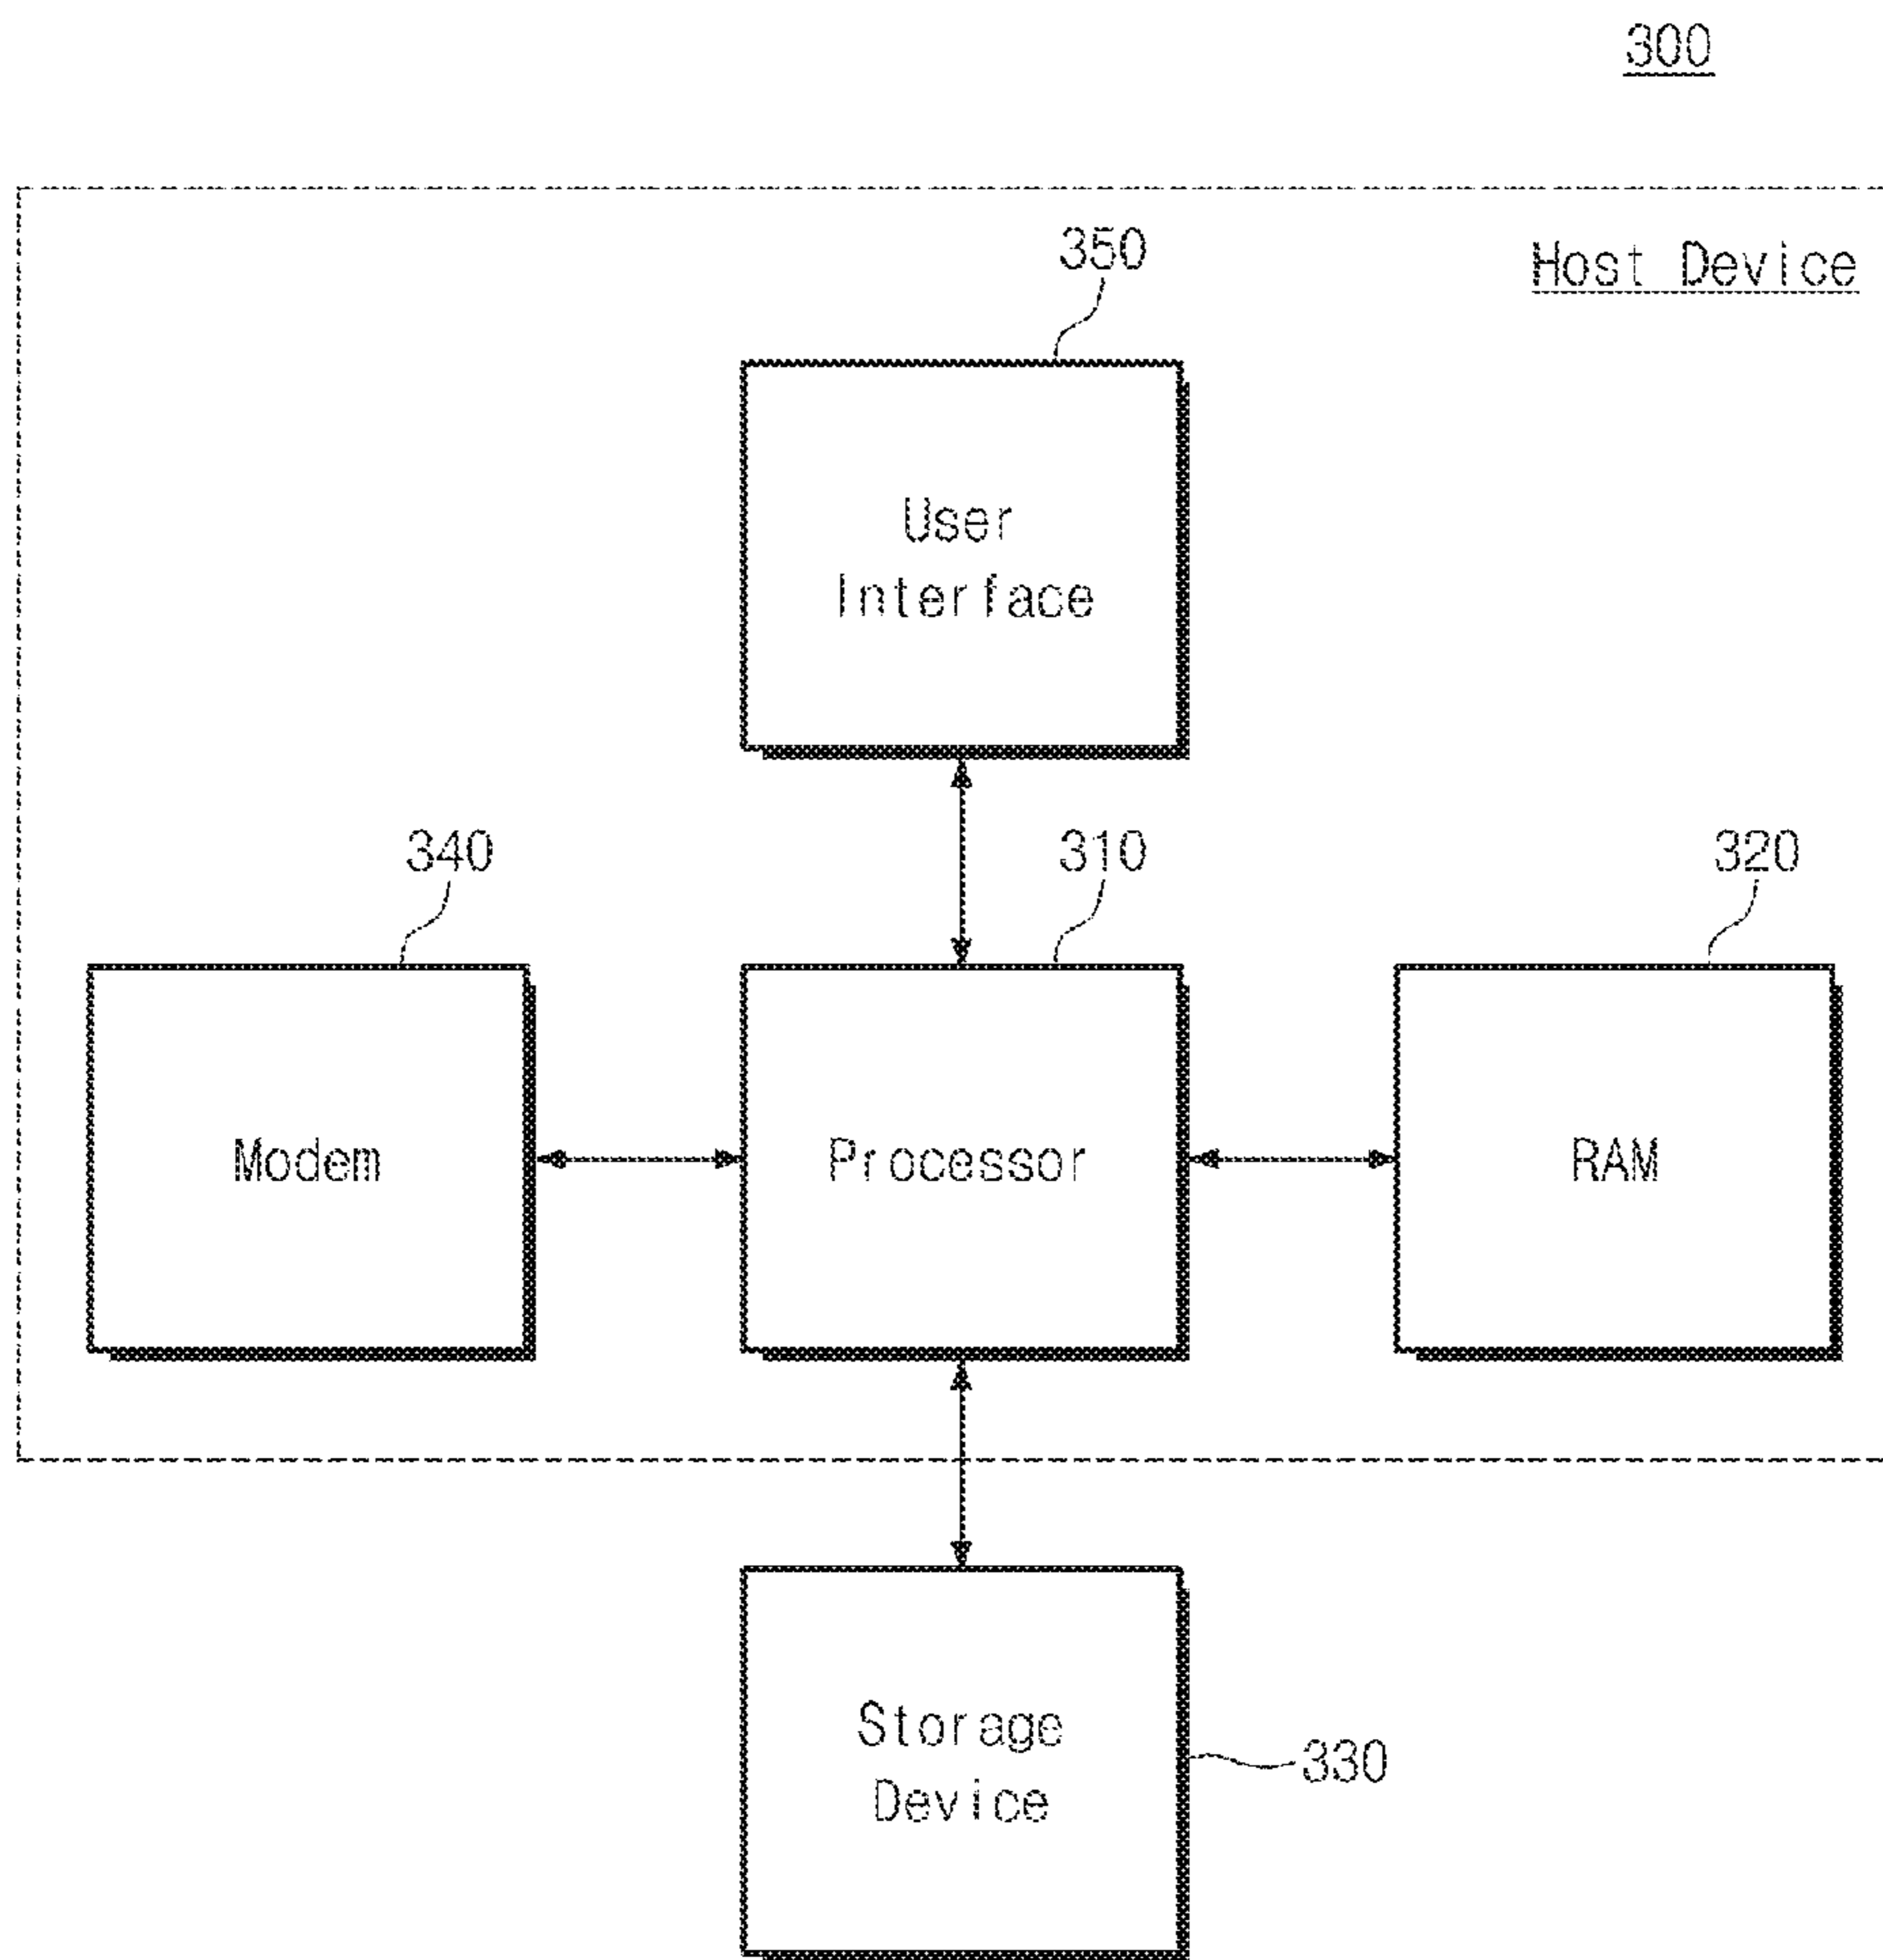 300
Host Device
350
User
Interface
340
310
320
Modem
Processor
RAM
Storage
Device
330